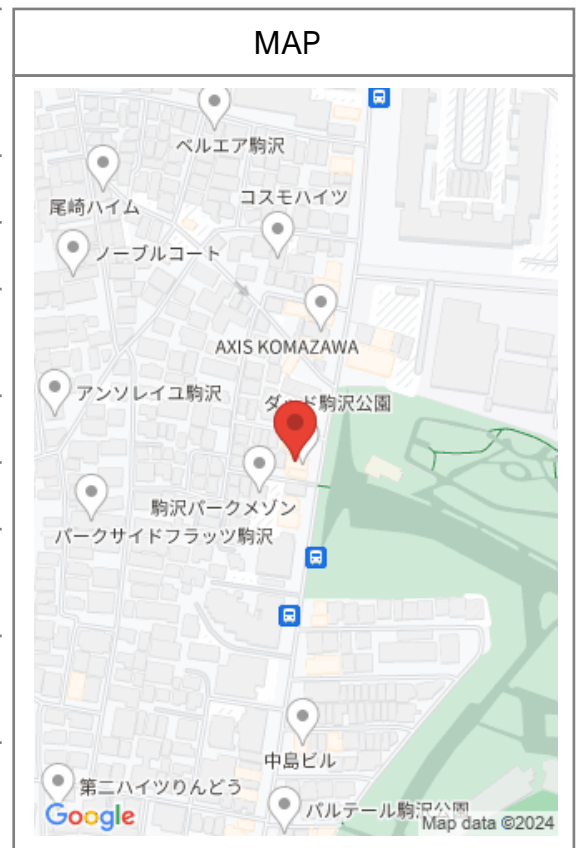 MAP
ベルエア駒沢
尾崎ハイム
コスモハイツ
ノーブルコート
AXIS KOMAZAWA
アンソレイユ駒沢
ド駒沢公園
駒沢パークメゾン
パークサイドフラッツ駒沢
中島ビル
第二ハイツりんどう
パルテール駒沢公園
Google
Map data ©2024